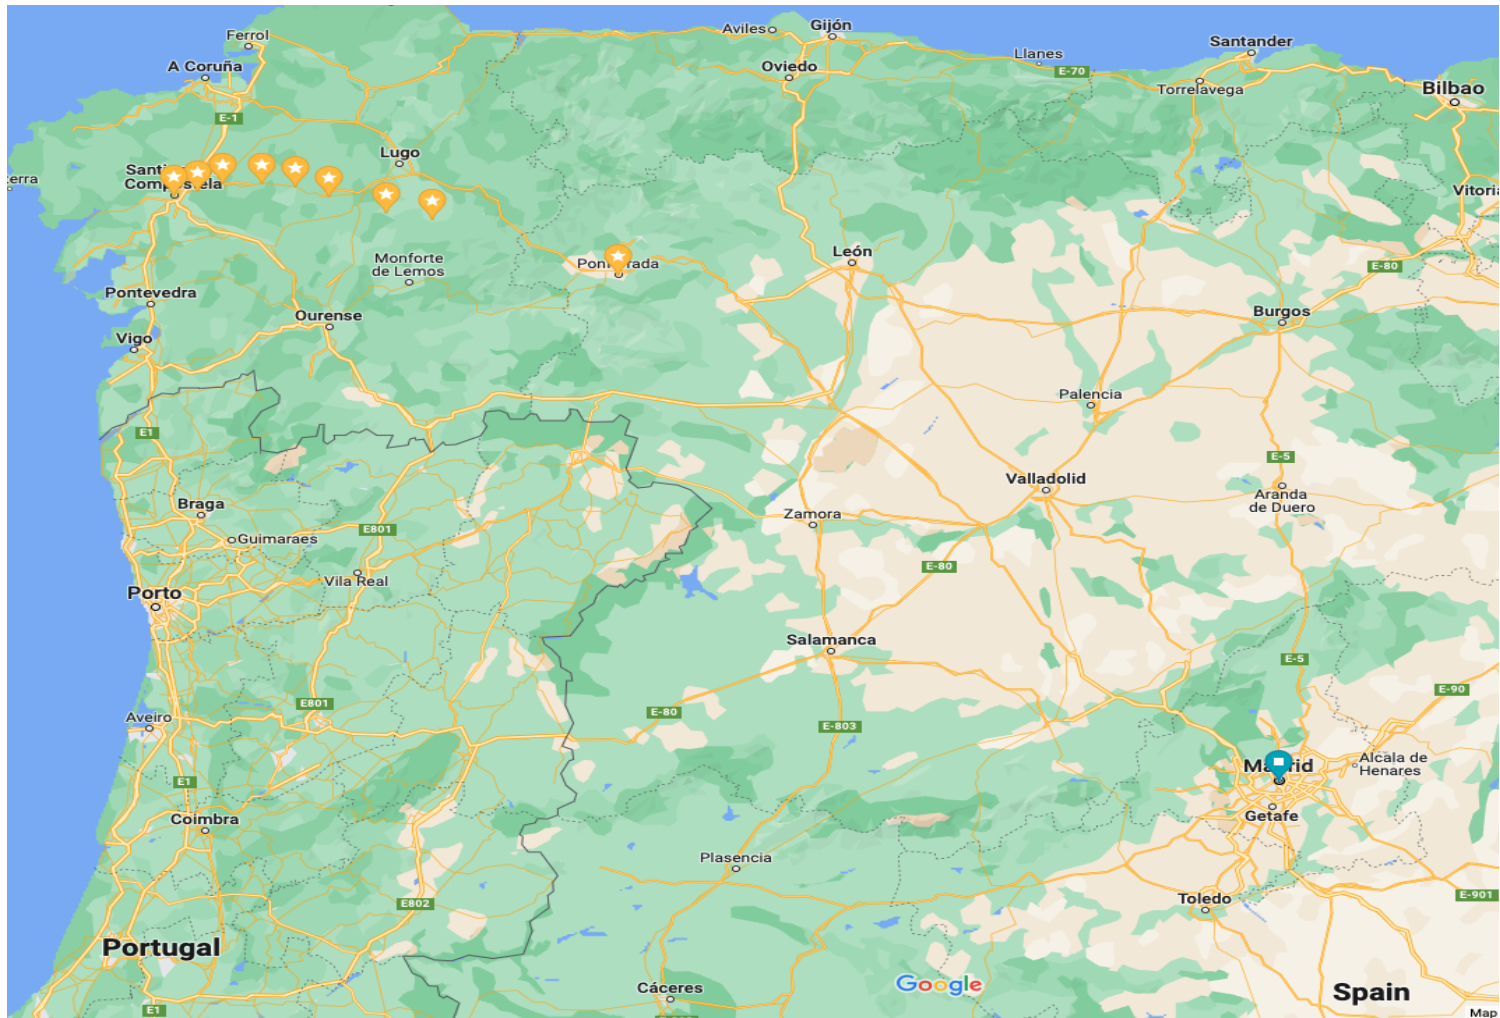 Ferrol
Aviles
Gijón
A Coruña
Oviedo
Llanes
Santander
E-70
Torrelavega
Bilbao
E-1
Lugo
Vitoria
Compostela
León
Monforte
de Lemos
E-80
Pontevedra
Ourense
Burgos
Vigo
Palencia
E1
E-5
Valladolid
Aranda
de Duero
Braga
Zamora
E801
Guimaraes
E-80
Vila Real
Porto
Salamanca
E-5
E-90
E801
E-80
Aveiro
E-803
Alcala de
Henares
Madrid
E1
Coimbra
Getafe
Plasencia
E802
Toledo
E-901
Portugal
Cáceres
Google
Spain
E1
Map